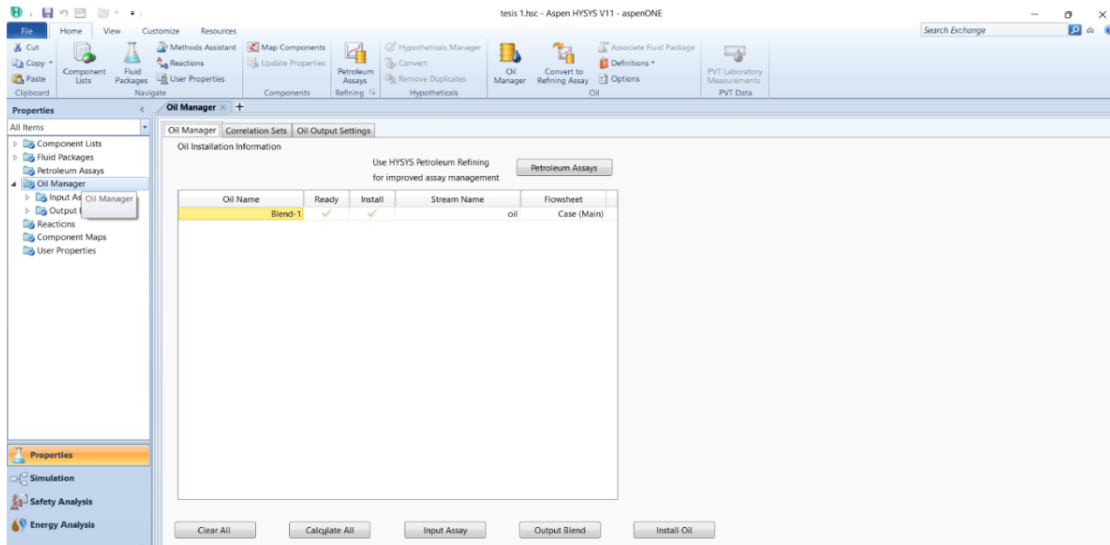 tesis 1.hsc - Aspen HYSYS V11 - aspenONE
File Home View Customize Resources
Search Exchange
Cut
Copy
Paste
Clipboard
Component Lists
Fluid Packages
Methods Assistant
Reactions
User Properties
Navigate
Map Components
Update Properties
Components
Petroleum Assays
Refining
Hypotheticals Manager
Convert
Remove Duplicates
Hypotheticals
Oil Manager
Convert to Refining Assay
Associate Fluid Package
Definitions
Options
Oil
PVT Laboratory Measurements
PVT Data
Properties
All Items
Component Lists
Fluid Packages
Petroleum Assays
Oil Manager
Input As
Oil Manager
Output
Reactions
Component Maps
User Properties
Properties
Simulation
Safety Analysis
Energy Analysis
Oil Manager
Oil Manager Correlation Sets Oil Output Settings
Oil Installation Information
Use HYSYS Petroleum Refining
for improved assay management
Petroleum Assays
Oil Name Ready Install Stream Name Flowsheet
Blend-1 oil Case (Main)
Clear All Calculate All Input Assay Output Blend Install Oil